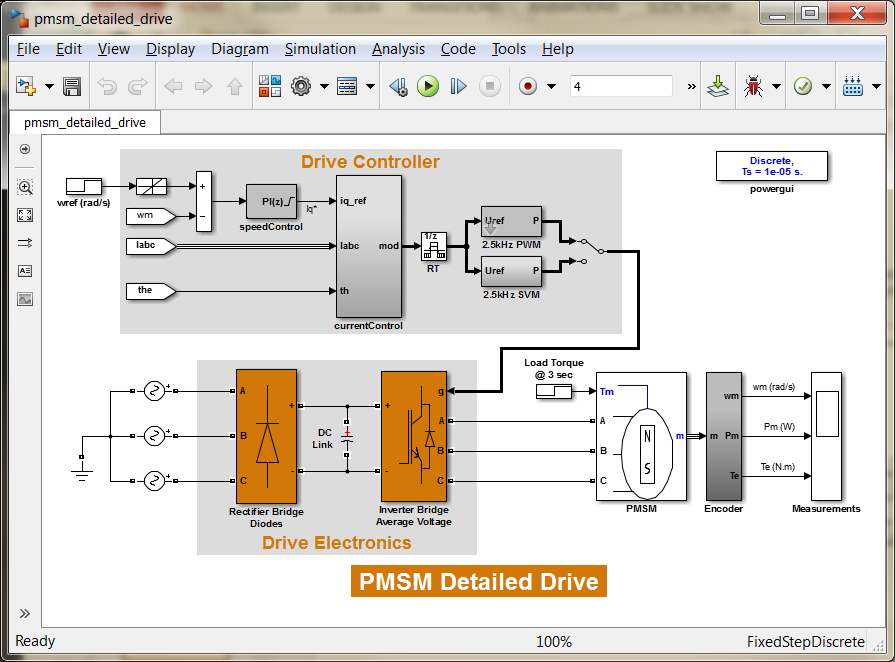 pmsm_detailed_drive
File Edit View Display Diagram Simulation Analysis Code Tools Help
4
»
pmsm_detailed_drive
Drive Controller
Discrete,
Ts = 1e-05 s.
powergui
wref (rad/s)
+
wm
−
PI(z)
speedControl
Iq*
iq_ref
Iabc
Iabc
mod
the
th
currentControl
1/z
RT
Uref P
2.5kHz PWM
Uref P
2.5kHz SVM
Load Torque
@ 3 sec
A
B
C
+
-
Rectifier Bridge
Diodes
DC
Link
+
-
g
A
B
C
Inverter Bridge
Average Voltage
Drive Electronics
Tm
A
B
C
N
S
m
PMSM
m
wm
Pm
Te
Encoder
wm (rad/s)
Pm (W)
Te (N.m)
Measurements
PMSM Detailed Drive
Ready 100% FixedStepDiscrete